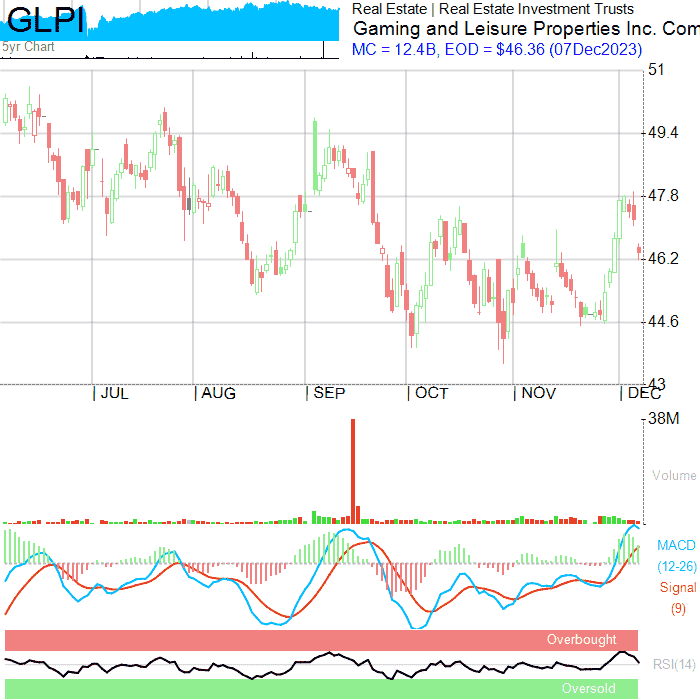 GLPI
5yr Chart
Real Estate | Real Estate Investment Trusts
Gaming and Leisure Properties Inc. Com
MC = 12.4B, EOD = $46.36 (07Dec2023)
51
49.4
47.8
46.2
44.6
43
JUL AUG SEP OCT NOV DEC
38M
Volume
MACD
(12-26)
Signal
(9)
Overbought
RSI(14)
Oversold